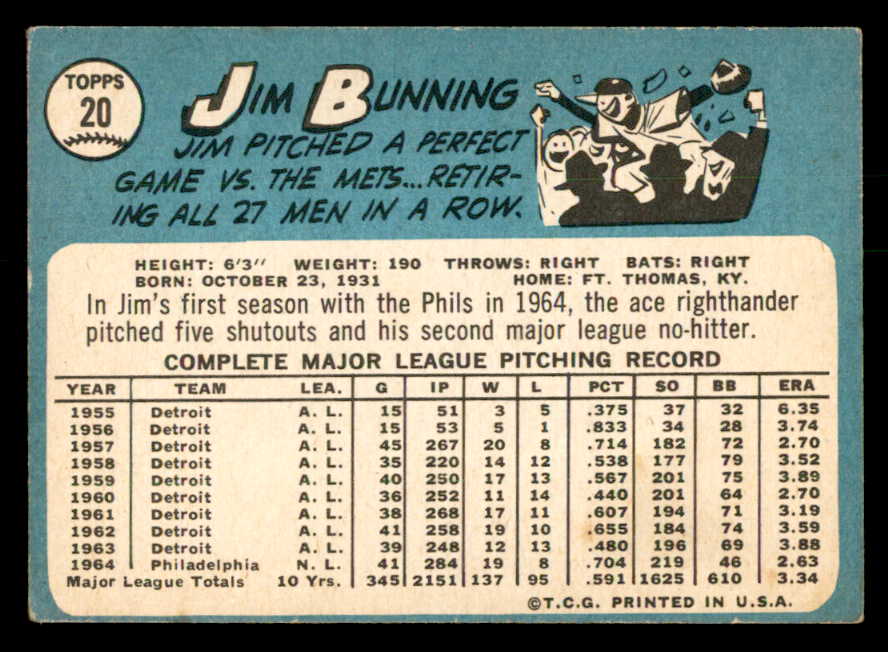 TOPPS
20
JIM BUNNING
JIM PITCHED A PERFECT
GAME VS. THE METS...RETIR-
ING ALL 27 MEN IN A ROW.
HEIGHT: 6'3" WEIGHT: 190 THROWS: RIGHT BATS: RIGHT
BORN: OCTOBER 23, 1931 HOME: FT. THOMAS, KY.
In Jim's first season with the Phils in 1964, the ace righthander
pitched five shutouts and his second major league no-hitter.
COMPLETE MAJOR LEAGUE PITCHING RECORD
YEAR TEAM LEA. G IP W L PCT SO BB ERA
1955 Detroit A. L. 15 51 3 5 .375 37 32 6.35
1956 Detroit A. L. 15 53 5 1 .833 34 28 3.74
1957 Detroit A. L. 45 267 20 8 .714 182 72 2.70
1958 Detroit A. L. 35 220 14 12 .538 177 79 3.52
1959 Detroit A. L. 40 250 17 13 .567 201 75 3.89
1960 Detroit A. L. 36 252 11 14 .440 201 64 2.70
1961 Detroit A. L. 38 268 17 11 .607 194 71 3.19
1962 Detroit A. L. 41 258 19 10 .655 184 74 3.59
1963 Detroit A. L. 39 248 12 13 .480 196 69 3.88
1964 Philadelphia N. L. 41 284 19 8 .704 219 46 2.63
Major League Totals 10 Yrs. 345 2151 137 95 .591 1625 610 3.34
©T.C.G. PRINTED IN U.S.A.